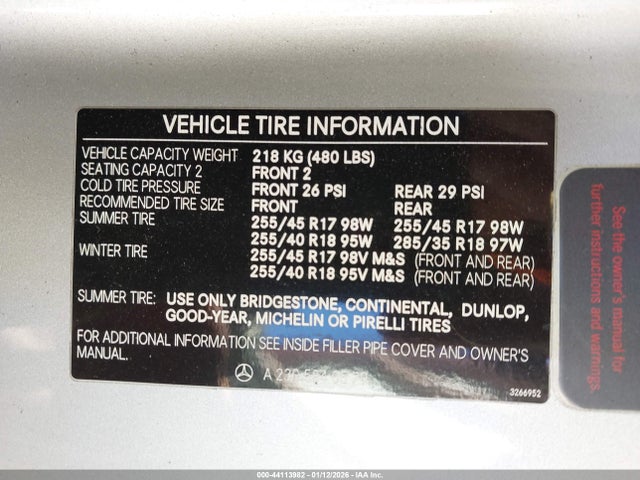 VEHICLE TIRE INFORMATION
VEHICLE CAPACITY WEIGHT 218 KG (480 LBS)
SEATING CAPACITY 2 FRONT 2
COLD TIRE PRESSURE FRONT 26 PSI REAR 29 PSI
RECOMMENDED TIRE SIZE FRONT REAR
SUMMER TIRE 255/45 R17 98W 255/45 R17 98W
255/40 R18 95W 285/35 R18 97W
WINTER TIRE 255/45 R17 98V M&S (FRONT AND REAR)
255/40 R18 95V M&S (FRONT AND REAR)
SUMMER TIRE: USE ONLY BRIDGESTONE, CONTINENTAL, DUNLOP,
GOOD-YEAR, MICHELIN OR PIRELLI TIRES
FOR ADDITIONAL INFORMATION SEE INSIDE FILLER PIPE COVER AND OWNER'S
MANUAL.
A 230
3266952
See the owner's manual for
further instructions and
warnings.
000-44113982 - 01/12/2026 - IAA Inc.